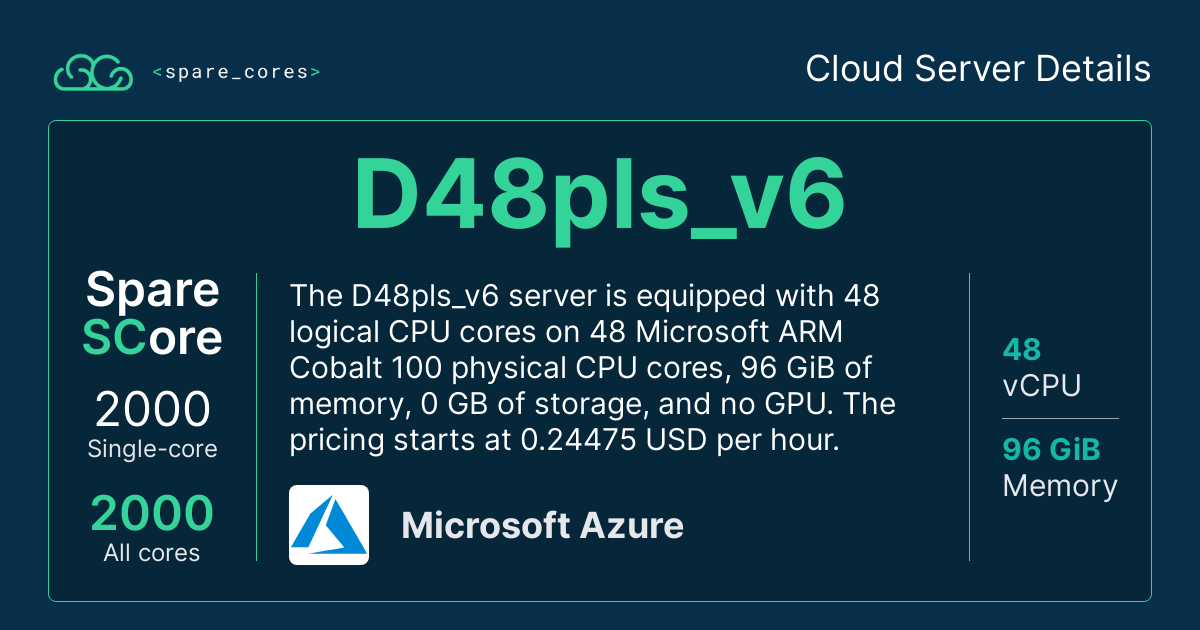 <spare_cores>
Cloud Server Details
D48pls_v6
Spare
SCore
2000
Single-core
2000
All cores
The D48pls_v6 server is equipped with 48
logical CPU cores on 48 Microsoft ARM
Cobalt 100 physical CPU cores, 96 GiB of
memory, 0 GB of storage, and no GPU. The
pricing starts at 0.24475 USD per hour.
Microsoft Azure
48
vCPU
96 GiB
Memory